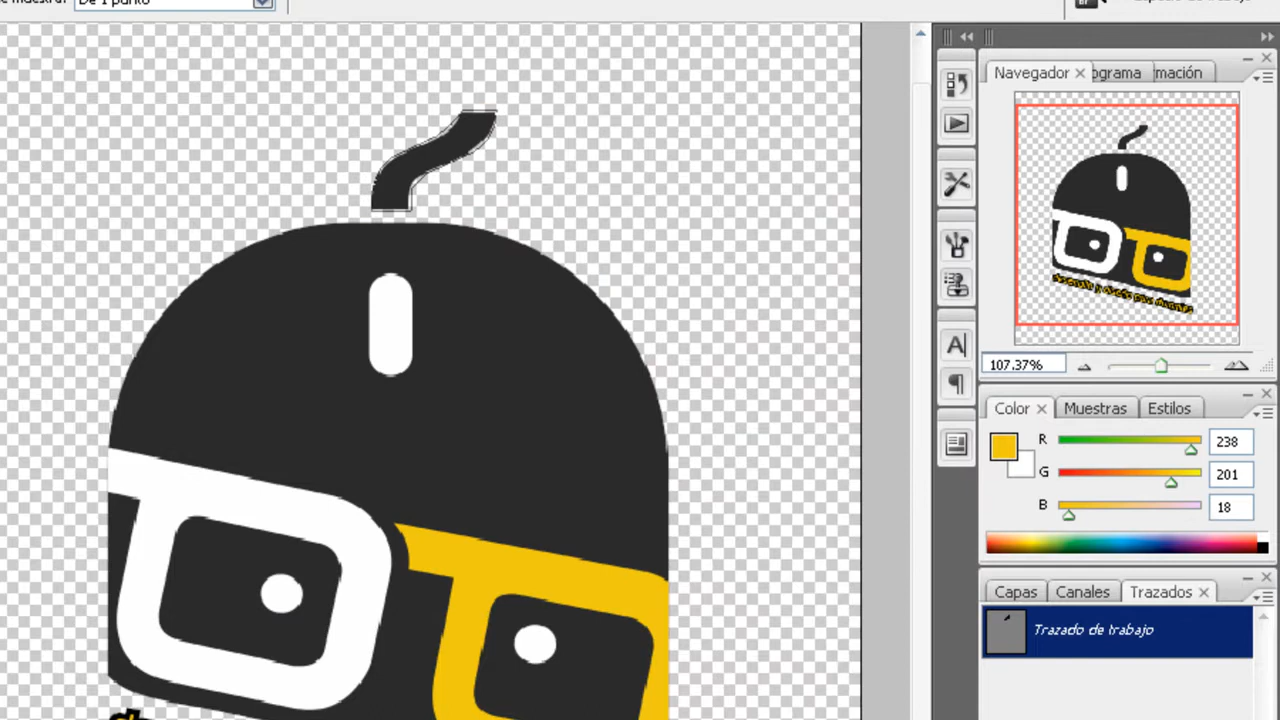 De 1 punto
Navegador
ograma
mación
107.37%
Color
Muestras
Estilos
R
238
G
201
B
18
Capas
Canales
Trazados
Trazado de trabajo